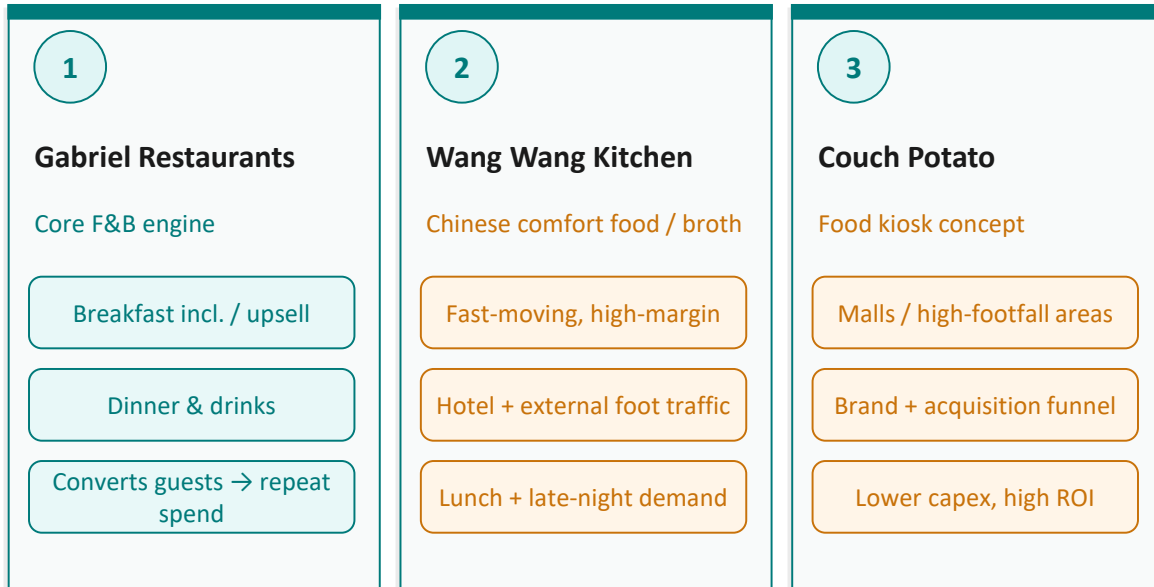 1
Gabriel Restaurants
Core F&B engine
Breakfast incl. / upsell
Dinner & drinks
Converts guests → repeat
spend
2
Wang Wang Kitchen
Chinese comfort food / broth
Fast-moving, high-margin
Hotel + external foot traffic
Lunch + late-night demand
3
Couch Potato
Food kiosk concept
Malls / high-footfall areas
Brand + acquisition funnel
Lower capex, high ROI